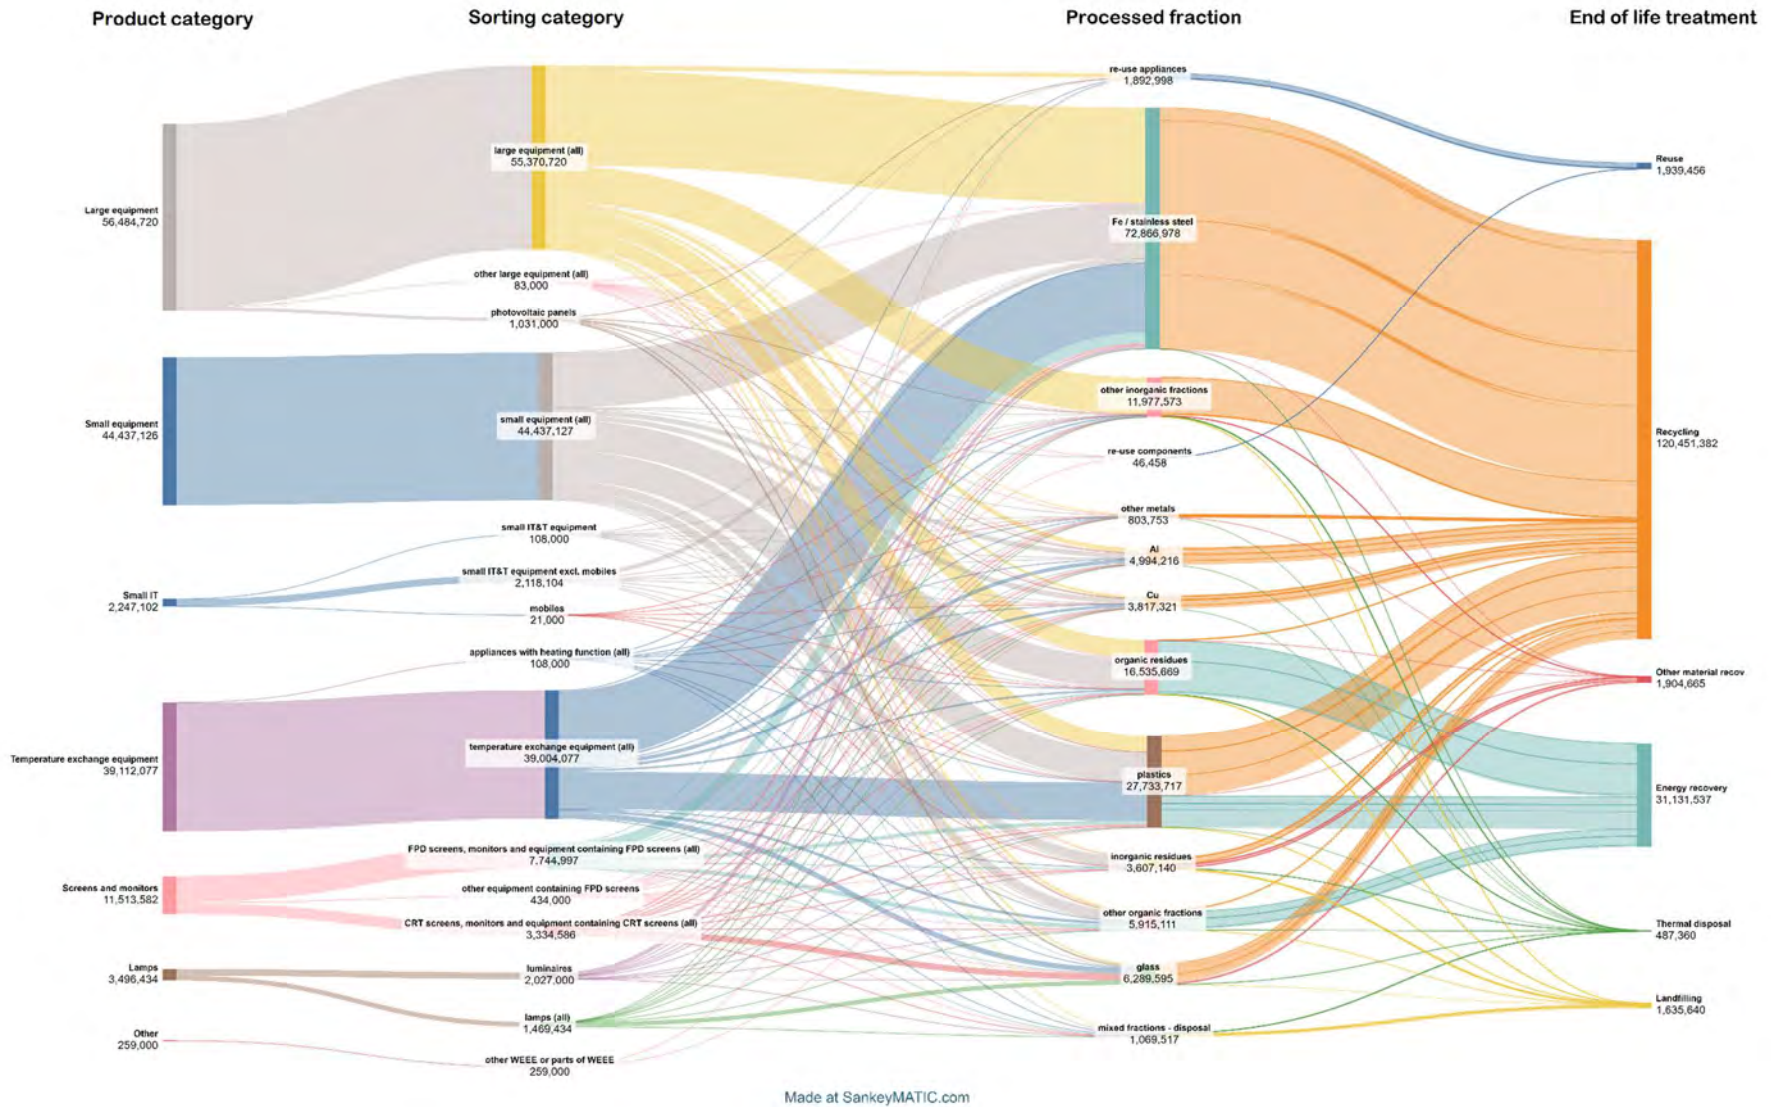 Product category
Sorting category
Processed fraction
End of life treatment
Large equipment
56,484,720
Small equipment
44,437,126
Small IT
2,247,102
Temperature exchange equipment
39,112,077
Screens and monitors
11,513,582
Lamps
3,496,434
Other
259,000
large equipment (all)
55,370,720
other large equipment (all)
83,000
photovoltaic panels
1,031,000
small equipment (all)
44,437,127
small IT&T equipment
108,000
small IT&T equipment excl. mobiles
2,118,104
mobiles
21,000
appliances with heating function (all)
108,000
temperature exchange equipment (all)
39,004,077
FPD screens, monitors and equipment containing FPD screens (all)
7,744,997
other equipment containing FPD screens
434,000
CRT screens, monitors and equipment containing CRT screens (all)
3,334,586
luminaires
2,027,000
lamps (all)
1,469,434
other WEEE or parts of WEEE
259,000
re-use appliances
1,892,998
Fe / stainless steel
72,866,978
other inorganic fractions
11,977,573
re-use components
46,458
other metals
803,753
Al
4,994,216
Cu
3,817,321
organic residues
16,535,669
plastics
27,733,717
inorganic residues
3,607,140
other organic fractions
5,915,111
glass
6,289,595
mixed fractions - disposal
1,069,517
Reuse
1,939,456
Recycling
120,451,382
Other material recov
1,904,665
Energy recovery
31,131,537
Thermal disposal
487,360
Landfilling
1,635,640
Made at SankeyMATIC.com